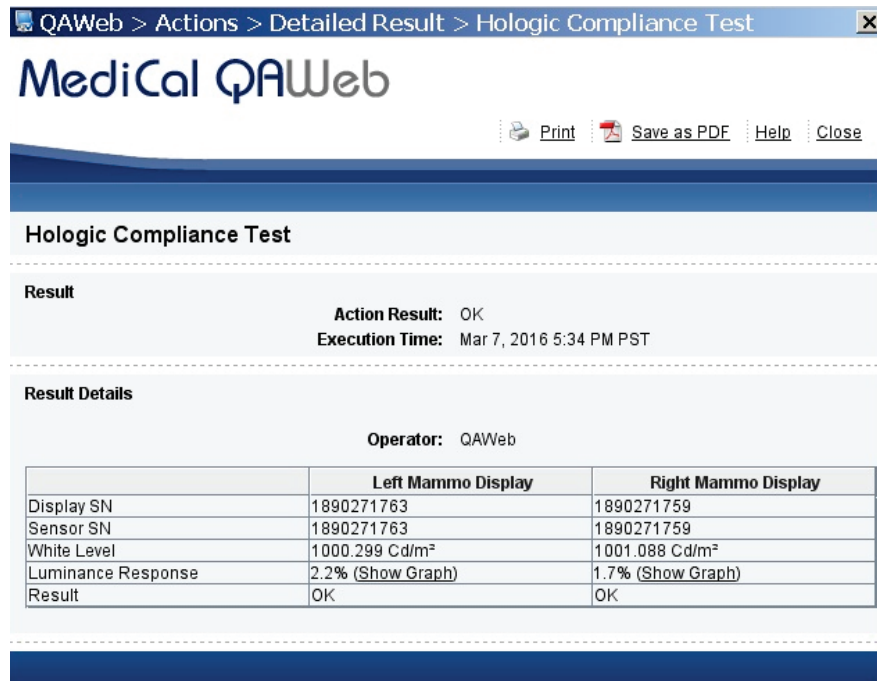 QAWeb > Actions > Detailed Result > Hologic Compliance Test
MediCal QAWeb
Print Save as PDF Help Close
Hologic Compliance Test
Result
Action Result: OK
Execution Time: Mar 7, 2016 5:34 PM PST
Result Details
Operator: QAWeb
Left Mammo Display Right Mammo Display
Display SN 1890271763 1890271759
Sensor SN 1890271763 1890271759
White Level 1000.299 Cd/m² 1001.088 Cd/m²
Luminance Response 2.2% (Show Graph) 1.7% (Show Graph)
Result OK OK